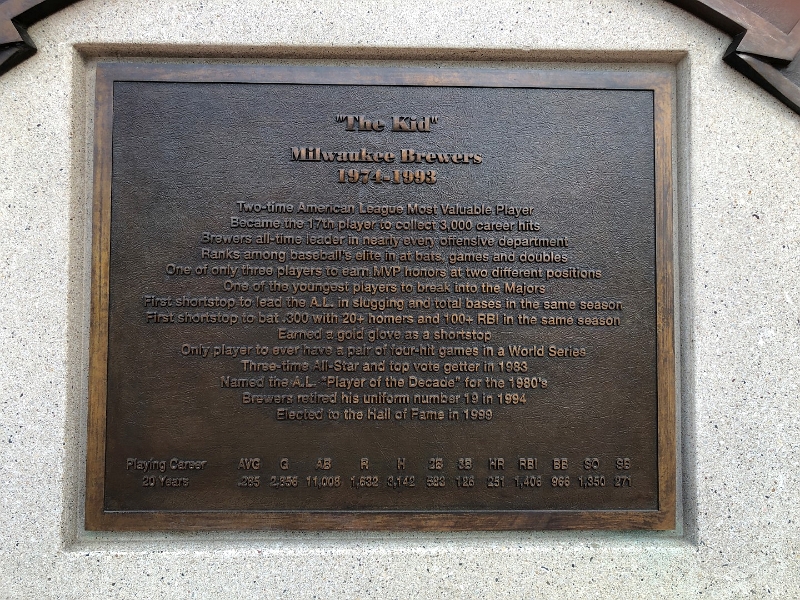 "The Kid"
Milwaukee Brewers
1974-1993
Two-time American League Most Valuable Player
Became the 17th player to collect 3,000 career hits
Brewers all-time leader in nearly every offensive department
Ranks among baseball's elite in at bats, games and doubles
One of only three players to earn MVP honors at two different positions
One of the youngest players to break into the Majors
First shortstop to lead the A.L. in slugging and total bases in the same season
First shortstop to bat .300 with 20+ homers and 100+ RBI in the same season
Earned a gold glove as a shortstop
Only player to ever have a pair of four-hit games in a World Series
Three-time All-Star and top vote getter in 1983
Named the A.L. "Player of the Decade" for the 1980's
Brewers retired his uniform number 19 in 1994
Elected to the Hall of Fame in 1999
Playing Career AVG G AB R H 2B 3B HR RBI BB SO SB
20 Years .285 2,856 11,008 1,632 3,142 583 126 251 1,406 966 1,350 271